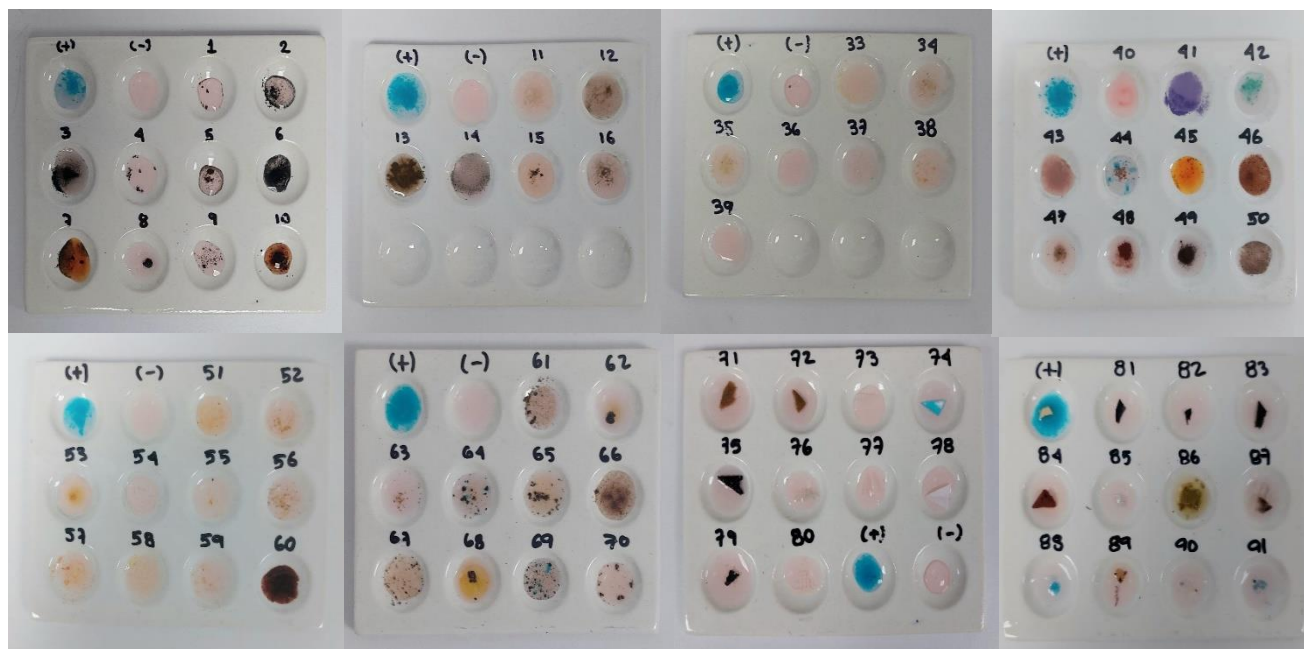 (+) (-) 1 2
3 4 5 6
7 8 9 10
(+) (-) 11 12
13 14 15 16
(+) (-) 33 34
35 36 37 38
39
(+) 40 41 42
43 44 45 46
47 48 49 50
(+) (-) 51 52
53 54 55 56
57 58 59 60
(+) (-) 61 62
63 64 65 66
67 68 69 70
71 72 73 74
75 76 77 78
79 80 (+) (-)
(+) 81 82 83
84 85 86 87
88 89 90 91